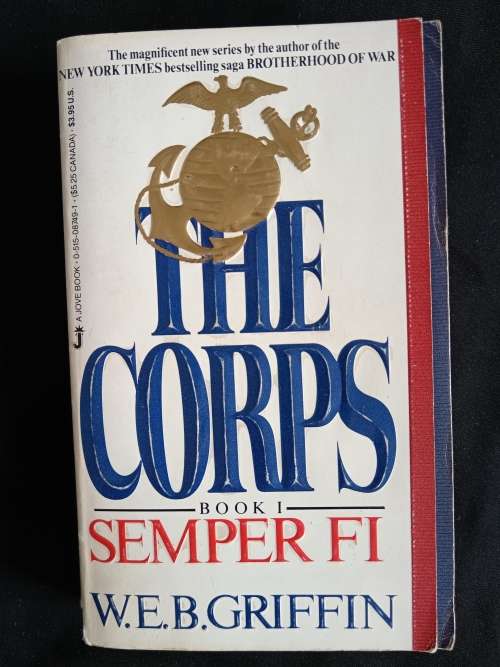 The magnificent new series by the author of the
NEW YORK TIMES bestselling saga BROTHERHOOD OF WAR
A JOVE BOOK • 0-515-08749-1 • ($5.25 CANADA) • $3.95 U.S.
THE
CORPS
BOOK I
SEMPER FI
W.E.B. GRIFFIN